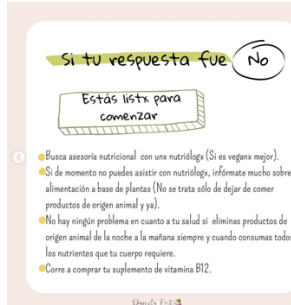 Si tu respuesta fue No
Estás listx para
comenzar
Busca asesoría nutricional con unx nutriólogx (Si es veganx mejor).
Si de momento no puedes asistir con nutriólogx, infórmate mucho sobre
alimentación a base de plantas (No se trata sólo de dejar de comer
productos de origen animal y ya).
No hay ningún problema en cuanto a tu salud si eliminas productos de
origen animal de la noche a la mañana siempre y cuando consumas todos
los nutrientes que tu cuerpo requiere.
Corre a comprar tu suplemento de vitamina B12.